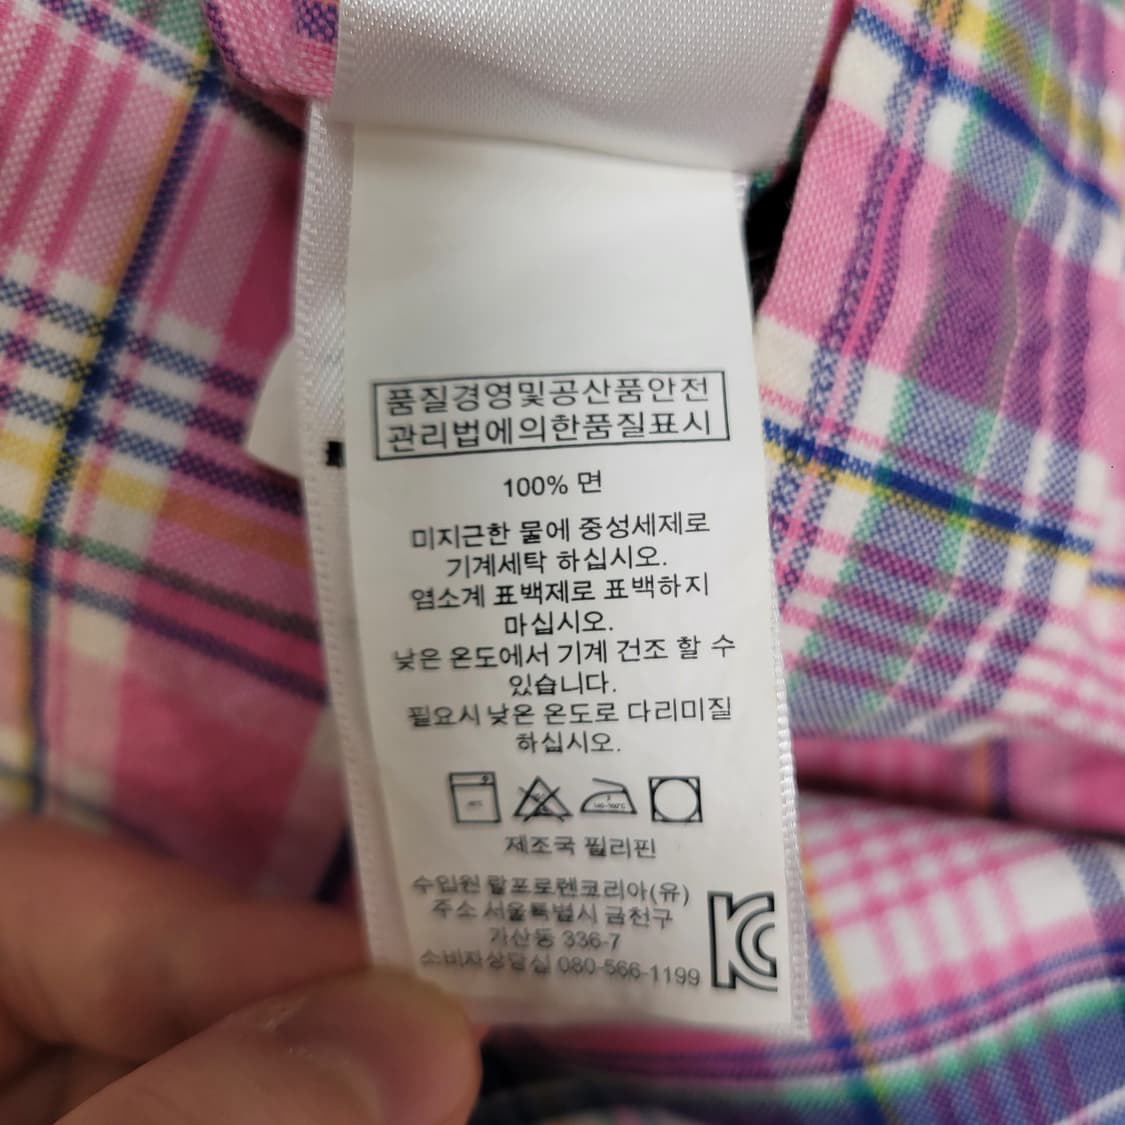 품질경영및공산품안전
관리법에의한품질표시
100% 면
미지근한 물에 중성세제로
기계세탁 하십시오.
염소계 표백제로 표백하지
마십시오.
낮은 온도에서 기계 건조 할 수
있습니다.
필요시 낮은 온도로 다리미질
하십시오.
제조국 필리핀
수입원 랄프로렌코리아(유)
주소 서울특별시 금천구
가산동 336-7
소비자상담실 080-566-1199